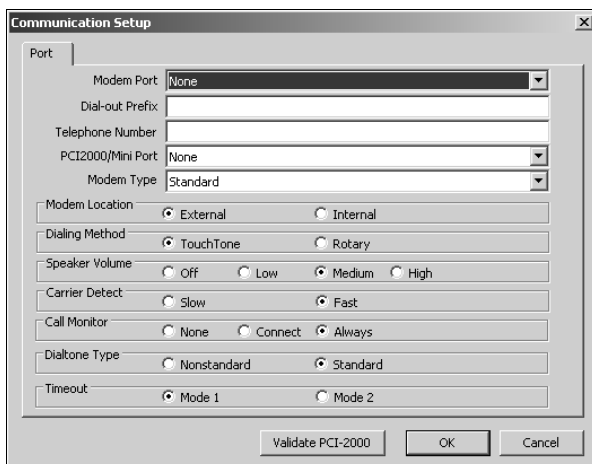 Communication Setup
Port
Modem Port None
Dial-out Prefix
Telephone Number
PCI2000/Mini Port None
Modem Type Standard
Modem Location External Internal
Dialing Method TouchTone Rotary
Speaker Volume Off Low Medium High
Carrier Detect Slow Fast
Call Monitor None Connect Always
Dialtone Type Nonstandard Standard
Timeout Mode 1 Mode 2
Validate PCI-2000 OK Cancel